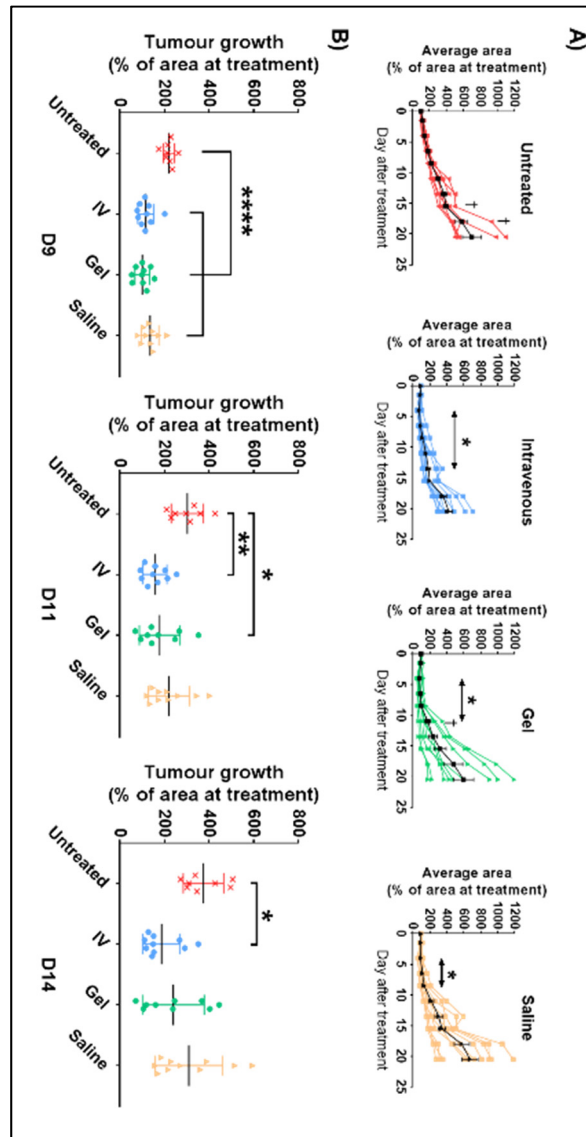 A)
Untreated
Average area
(% of area at treatment)
1200
1000
800
600
400
200
0
†
†
0 5 10 15 20 25
Day after treatment
Intravenous
Average area
(% of area at treatment)
1200
1000
800
600
400
200
0
*
0 5 10 15 20 25
Day after treatment
Gel
Average area
(% of area at treatment)
1200
1000
800
600
400
200
0
*
†
0 5 10 15 20 25
Day after treatment
Saline
Average area
(% of area at treatment)
1200
1000
800
600
400
200
0
*
0 5 10 15 20 25
Day after treatment
B)
Tumour growth
(% of area at treatment)
800
600
400
200
0
****
Untreated IV Gel Saline
D9
Tumour growth
(% of area at treatment)
800
600
400
200
0
*
**
Untreated IV Gel Saline
D11
Tumour growth
(% of area at treatment)
800
600
400
200
0
*
Untreated IV Gel Saline
D14